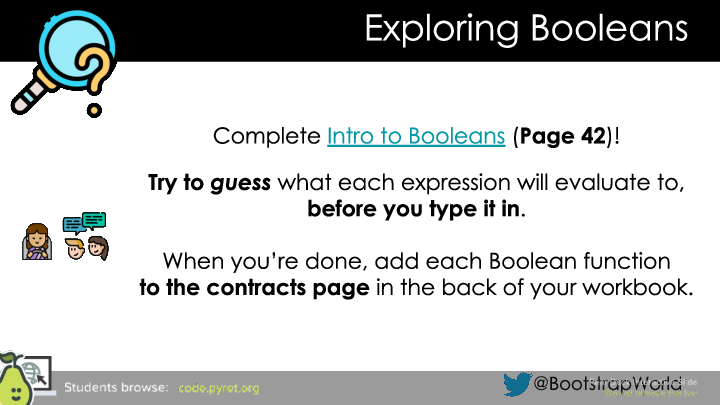 Exploring Booleans
Complete Intro to Booleans (Page 42)!
Try to guess what each expression will evaluate to,
before you type it in.
When you’re done, add each Boolean function
to the contracts page in the back of your workbook.
Students browse: code.pyret.org
@BootstrapWorld